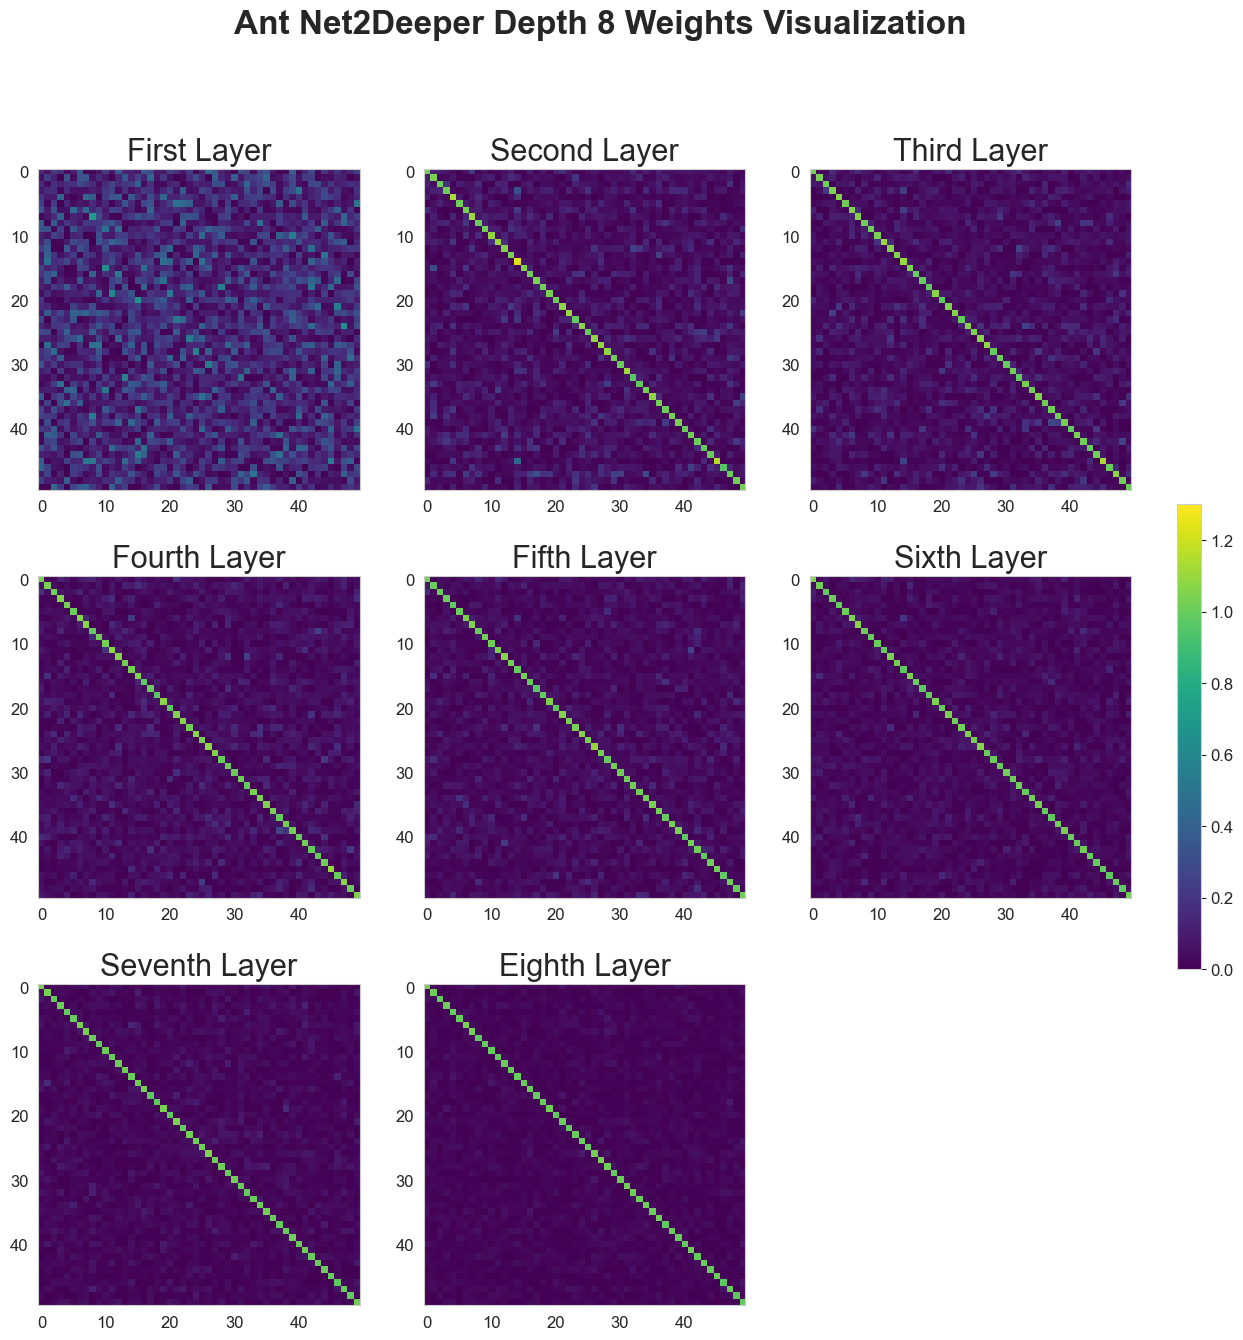 Ant Net2Deeper Depth 8 Weights Visualization
First Layer
0
10
20
30
40
0 10 20 30 40
Second Layer
0
10
20
30
40
0 10 20 30 40
Third Layer
0
10
20
30
40
0 10 20 30 40
Fourth Layer
0
10
20
30
40
0 10 20 30 40
Fifth Layer
0
10
20
30
40
0 10 20 30 40
Sixth Layer
0
10
20
30
40
0 10 20 30 40
1.2
1.0
0.8
0.6
0.4
0.2
0.0
Seventh Layer
0
10
20
30
40
0 10 20 30 40
Eighth Layer
0
10
20
30
40
0 10 20 30 40